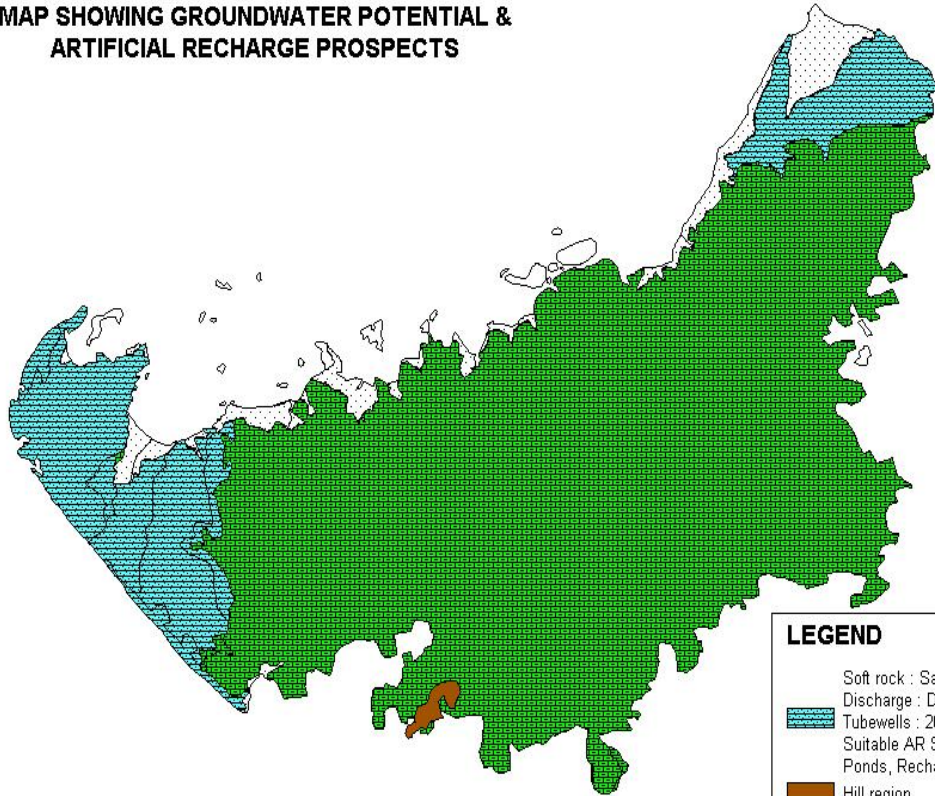 MAP SHOWING GROUNDWATER POTENTIAL &
ARTIFICIAL RECHARGE PROSPECTS
LEGEND
Soft rock : Sa
Discharge : D
Tubewells : 2
Suitable AR S
Ponds, Recha
Hill region